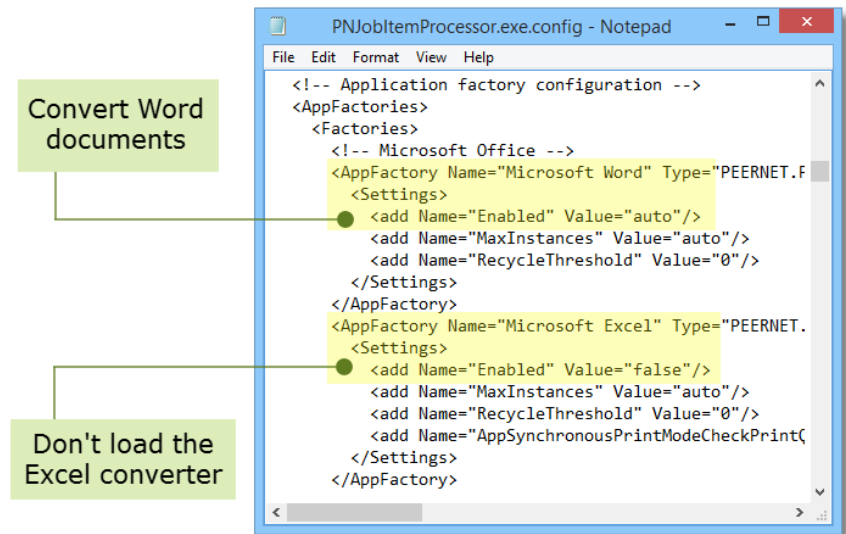 PNJobItemProcessor.exe.config - Notepad
File Edit Format View Help
<!-- Application factory configuration -->
<AppFactories>
<Factories>
<!-- Microsoft Office -->
<AppFactory Name="Microsoft Word" Type="PEERNET.
<Settings>
<add Name="Enabled" Value="auto"/>
<add Name="MaxInstances" Value="auto"/>
<add Name="RecycleThreshold" Value="0"/>
</Settings>
</AppFactory>
<AppFactory Name="Microsoft Excel" Type="PEERNET.
<Settings>
<add Name="Enabled" Value="false"/>
<add Name="MaxInstances" Value="auto"/>
<add Name="RecycleThreshold" Value="0"/>
<add Name="AppSynchronousPrintModeCheckPrintQ
</Settings>
</AppFactory>
Convert Word
documents
Don't load the
Excel converter